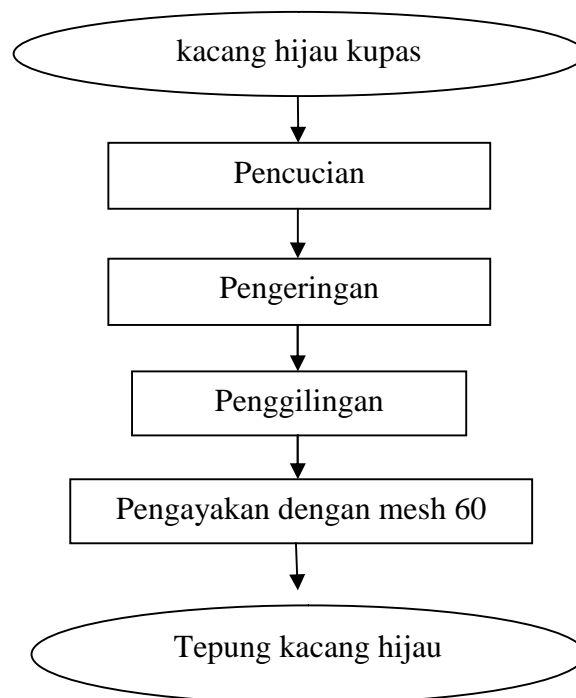 kacang hijau kupas
Pencucian
Pengeringan
Penggilingan
Pengayakan dengan mesh 60
Tepung kacang hijau